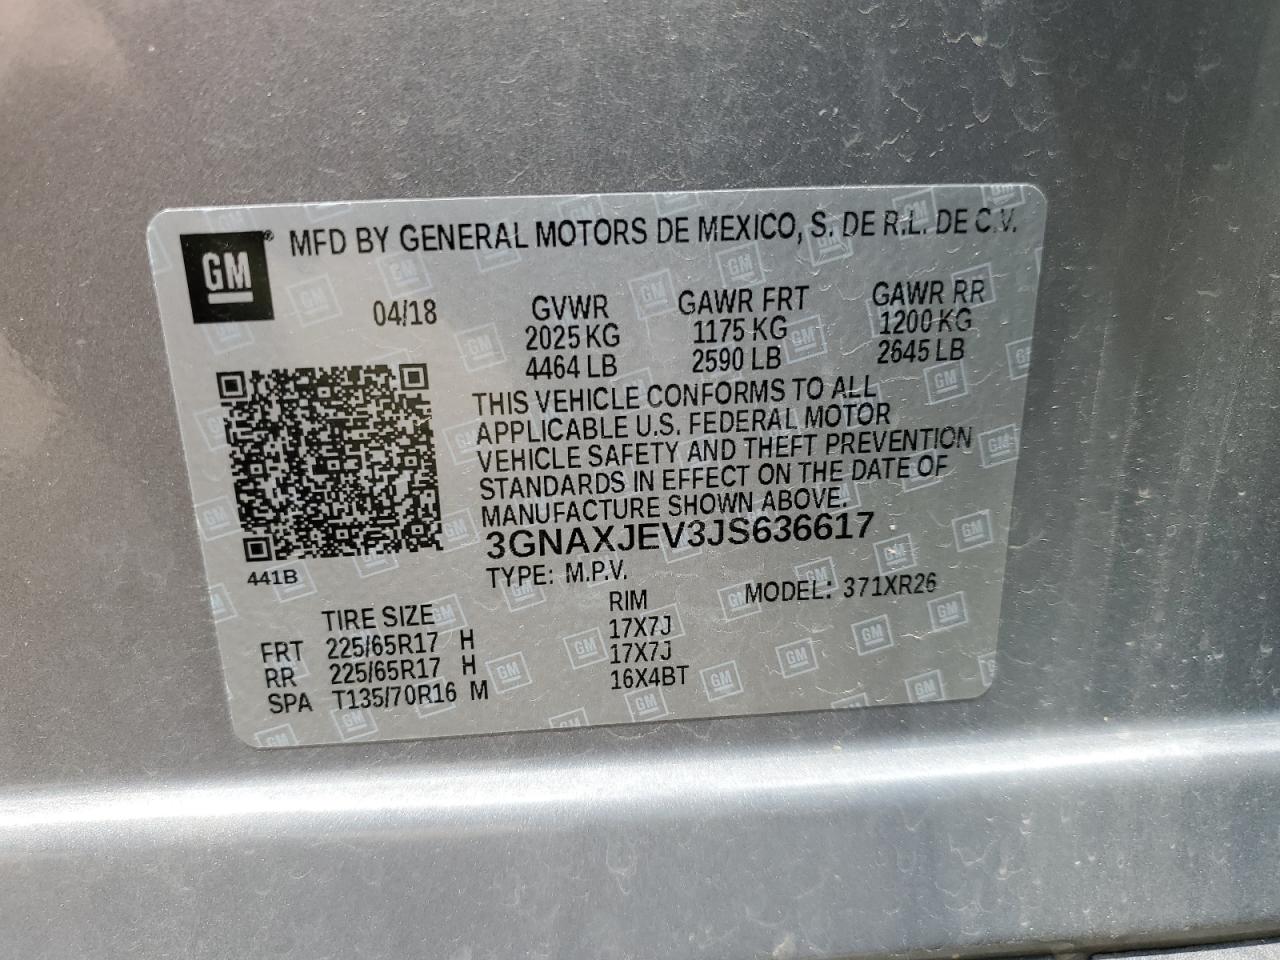 GM ® MFD BY GENERAL MOTORS DE MEXICO, S. DE R.L. DE C.V.
04/18
GVWR GAWR FRT GAWR RR
2025 KG 1175 KG 1200 KG
4464 LB 2590 LB 2645 LB
THIS VEHICLE CONFORMS TO ALL
APPLICABLE U.S. FEDERAL MOTOR
VEHICLE SAFETY AND THEFT PREVENTION
STANDARDS IN EFFECT ON THE DATE OF
MANUFACTURE SHOWN ABOVE.
3GNAXJEV3JS636617
441B
TYPE: M.P.V. MODEL: 371XR26
TIRE SIZE RIM
FRT 225/65R17 H 17X7J
RR 225/65R17 H 17X7J
SPA T135/70R16 M 16X4BT